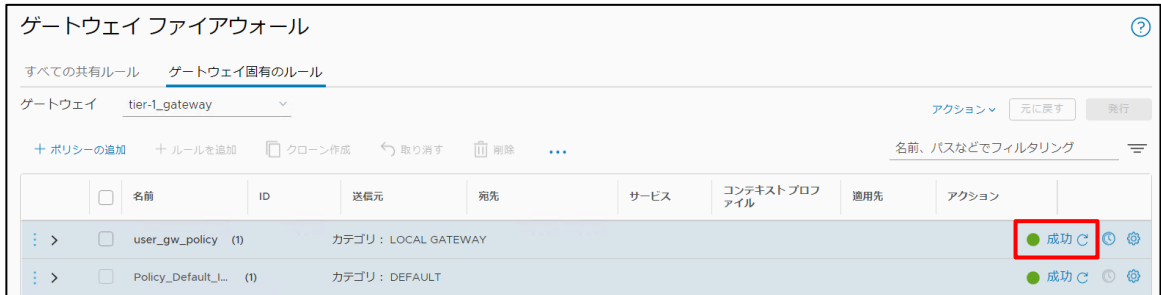 ゲートウェイ ファイアウォール
すべての共有ルール ゲートウェイ固有のルール
ゲートウェイ tier-1_gateway アクション 元に戻す 発行
+ ポリシーの追加 + ルールを追加 クローン作成 取り消す 削除 ... 名前、パスなどでフィルタリング
名前 ID 送信元 宛先 サービス コンテキスト プロフ
ァイル 適用先 アクション
user_gw_policy (1) カテゴリ : LOCAL GATEWAY 成功
Policy_Default_I... (1) カテゴリ : DEFAULT 成功